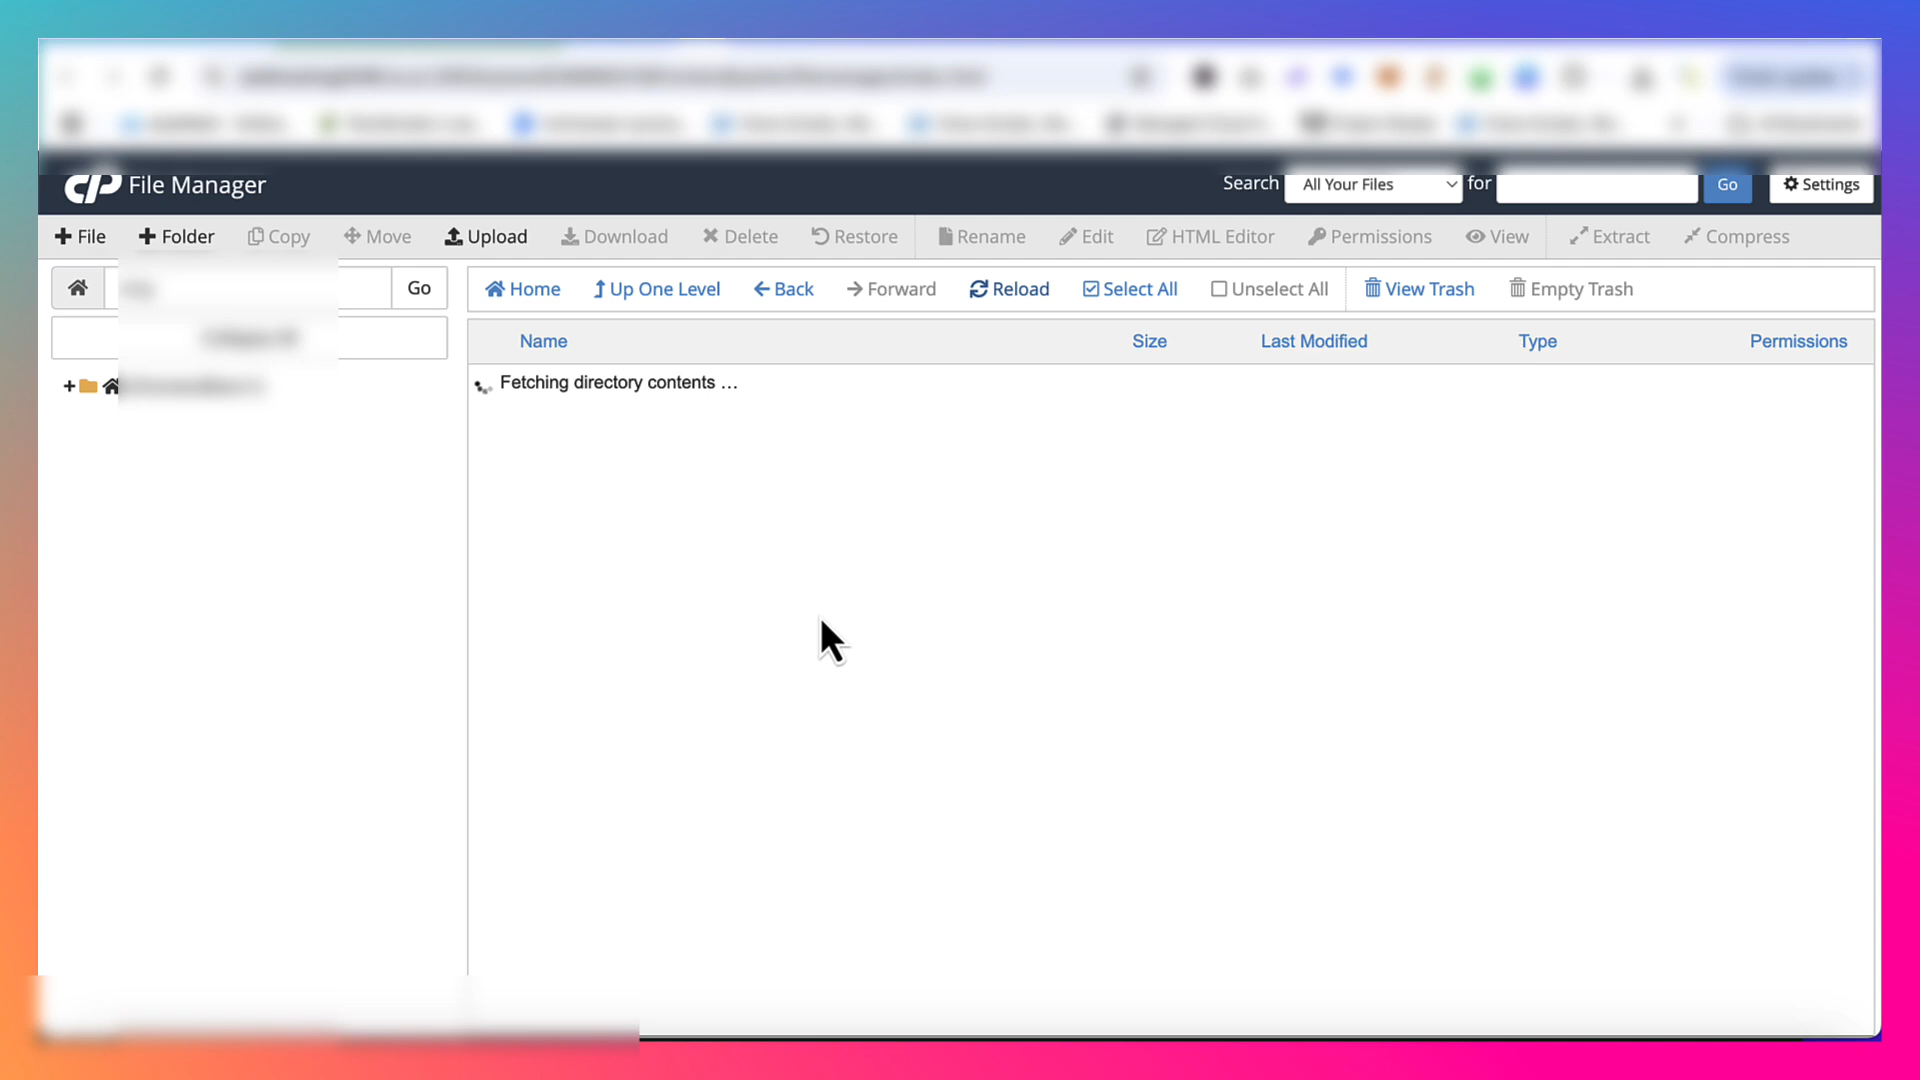 cP File Manager
Search All Your Files for Go Settings
File Folder Copy Move Upload Download Delete Restore Rename Edit HTML Editor Permissions View Extract Compress
Go Home Up One Level Back Forward Reload Select All Unselect All View Trash Empty Trash
Name Size Last Modified Type Permissions
Fetching directory contents ...